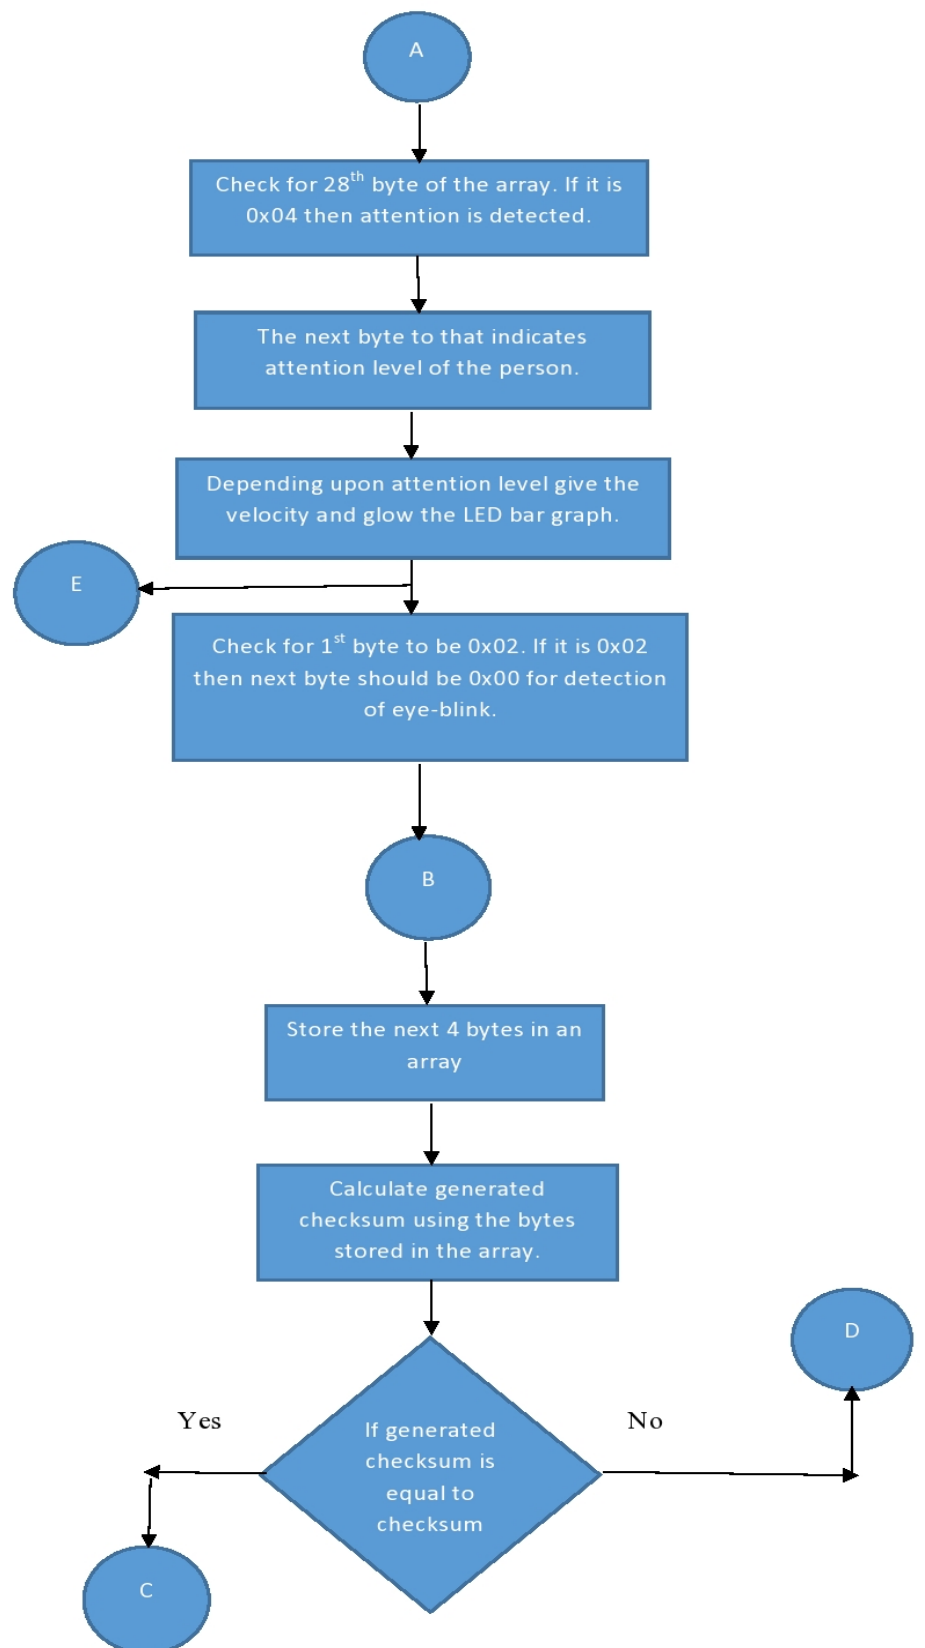 A
Check for 28th byte of the array. If it is
0x04 then attention is detected.
The next byte to that indicates
attention level of the person.
Depending upon attention level give the
velocity and glow the LED bar graph.
E
Check for 1st byte to be 0x02. If it is 0x02
then next byte should be 0x00 for detection
of eye-blink.
B
Store the next 4 bytes in an
array
Calculate generated
checksum using the bytes
stored in the array.
D
Yes
No
If generated
checksum is
equal to
checksum
C